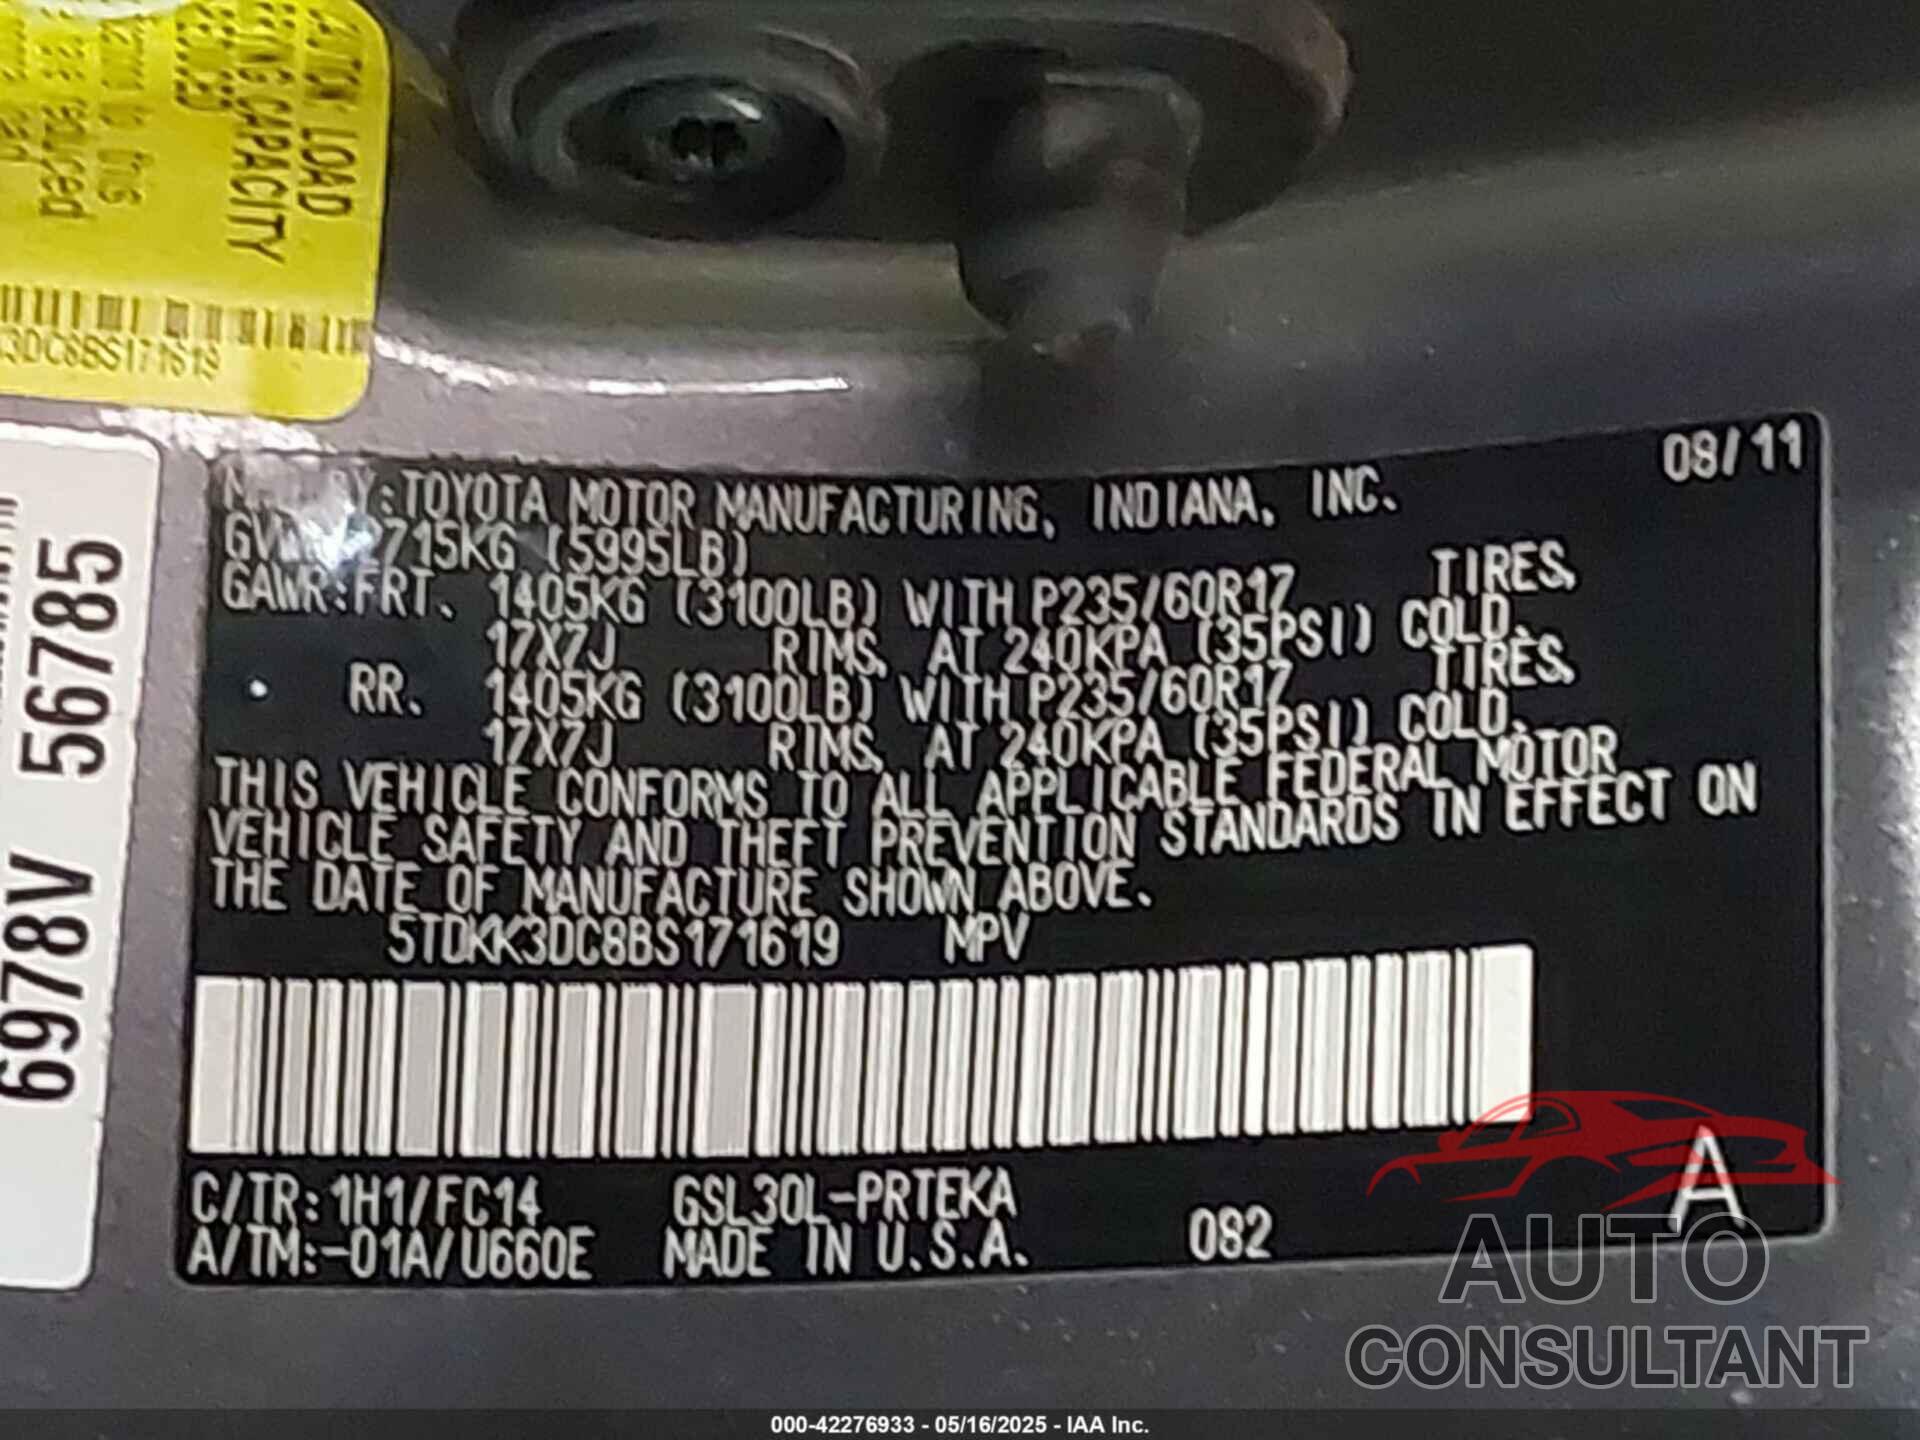 LOAD
CAPACITY
3DC8BS171619
6978V 56785
08/11
TOYOTA MOTOR MANUFACTURING, INDIANA, INC.
2715KG (5995LB)
GAWR:FRT. 1405KG (3100LB) WITH P235/60R17 TIRES,
17X7J RIMS, AT 240KPA (35PSI) COLD.
RR. 1405KG (3100LB) WITH P235/60R17 TIRES,
17X7J RIMS, AT 240KPA (35PSI) COLD.
THIS VEHICLE CONFORMS TO ALL APPLICABLE FEDERAL MOTOR
VEHICLE SAFETY AND THEFT PREVENTION STANDARDS IN EFFECT ON
THE DATE OF MANUFACTURE SHOWN ABOVE.
5TDKK3DC8BS171619 MPV
C/TR:1H1/FC14 GSL30L-PRTEKA
A/TM:-01A/U660E MADE IN U.S.A. 082
A
AUTO
CONSULTANT
000-42276933 - 05/16/2025 - IAA Inc.